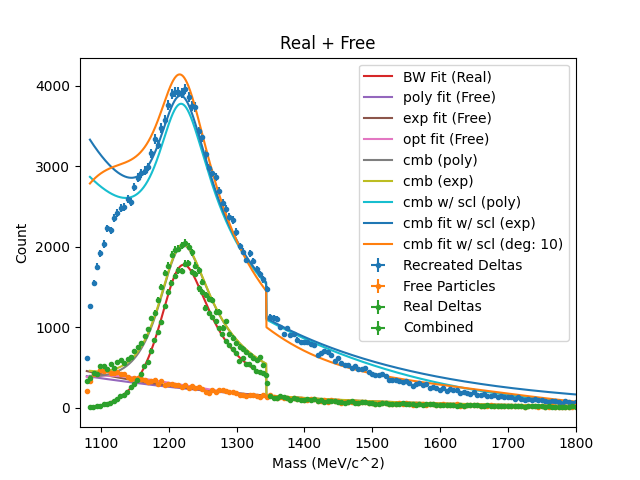 Real + Free
Count
4000
3000
2000
1000
0
1100 1200 1300 1400 1500 1600 1700 1800
Mass (MeV/c^2)
BW Fit (Real)
poly fit (Free)
exp fit (Free)
opt fit (Free)
cmb (poly)
cmb (exp)
cmb w/ scl (poly)
cmb fit w/ scl (exp)
cmb fit w/ scl (deg: 10)
Recreated Deltas
Free Particles
Real Deltas
Combined